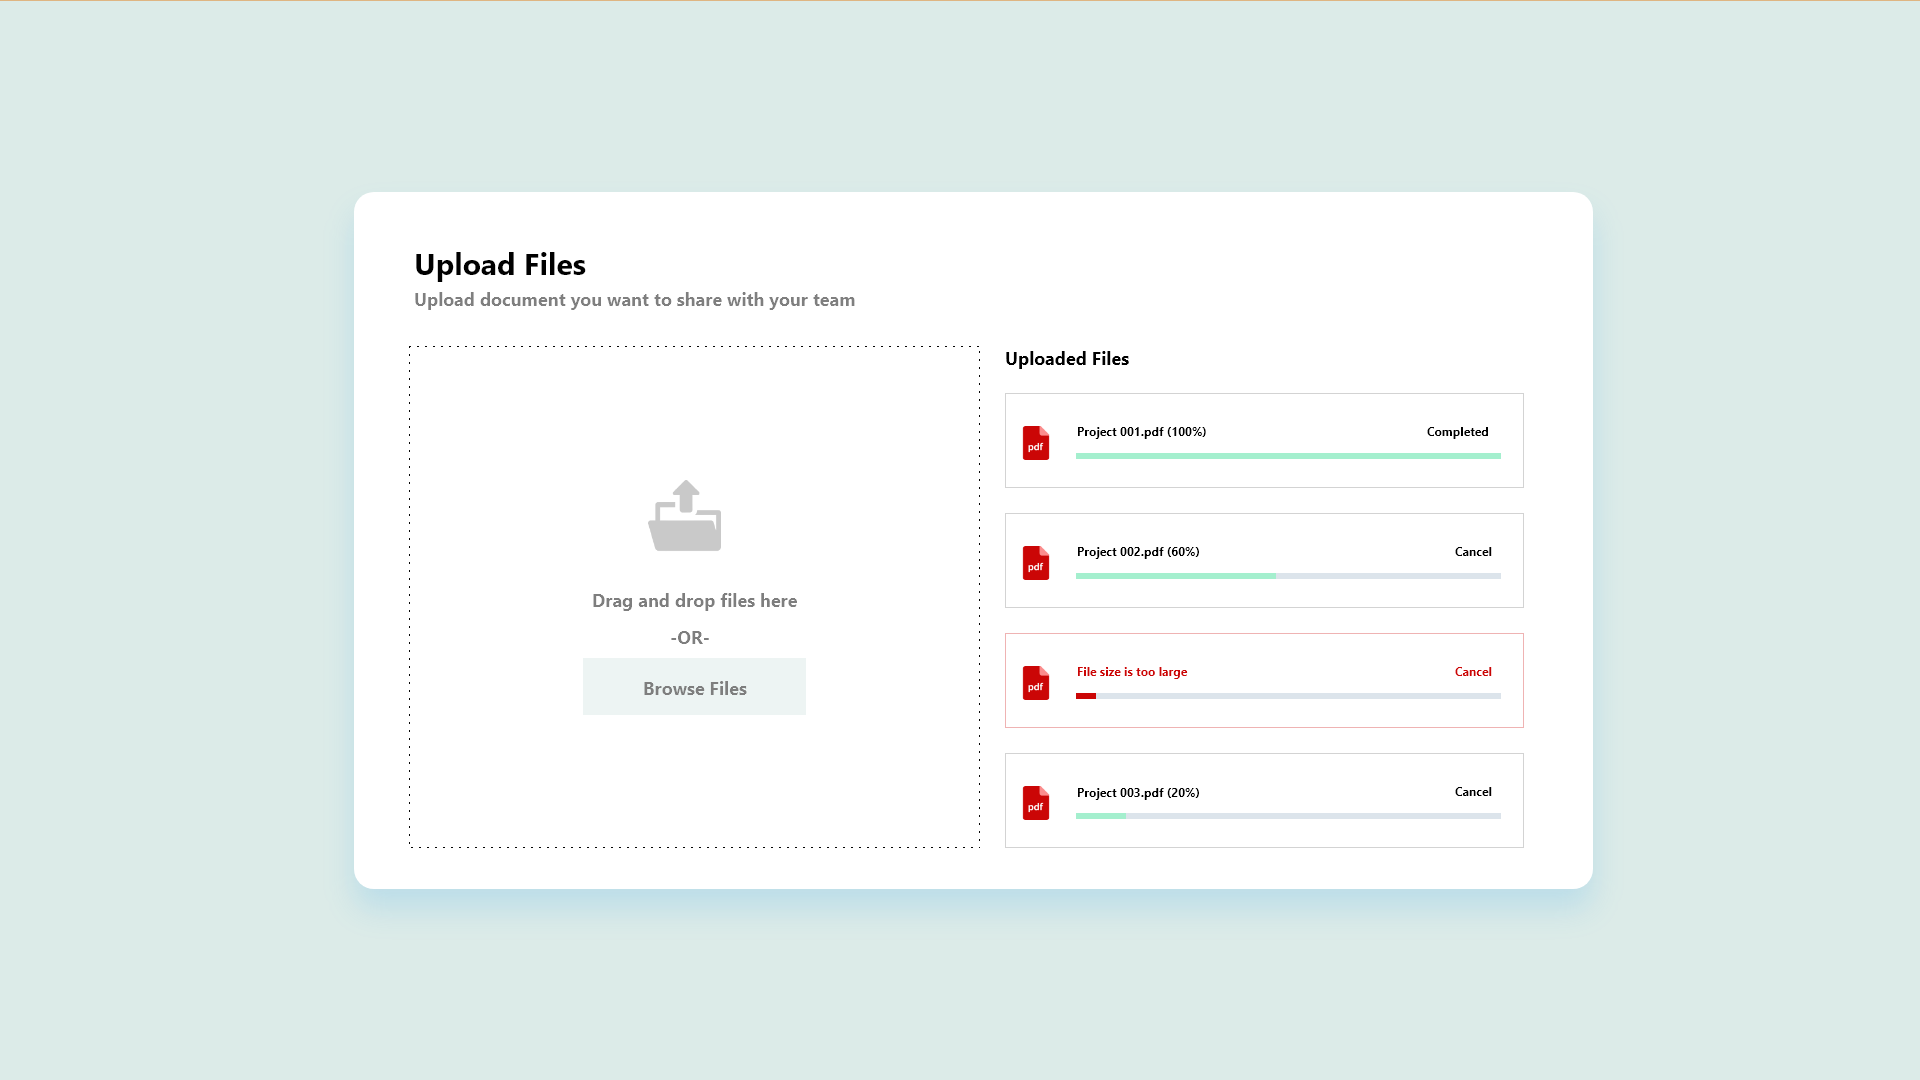 Upload Files
Upload document you want to share with your team
Drag and drop files here
-OR-
Browse Files
Uploaded Files
pdf
Project 001.pdf (100%)
Completed
pdf
Project 002.pdf (60%)
Cancel
pdf
File size is too large
Cancel
pdf
Project 003.pdf (20%)
Cancel